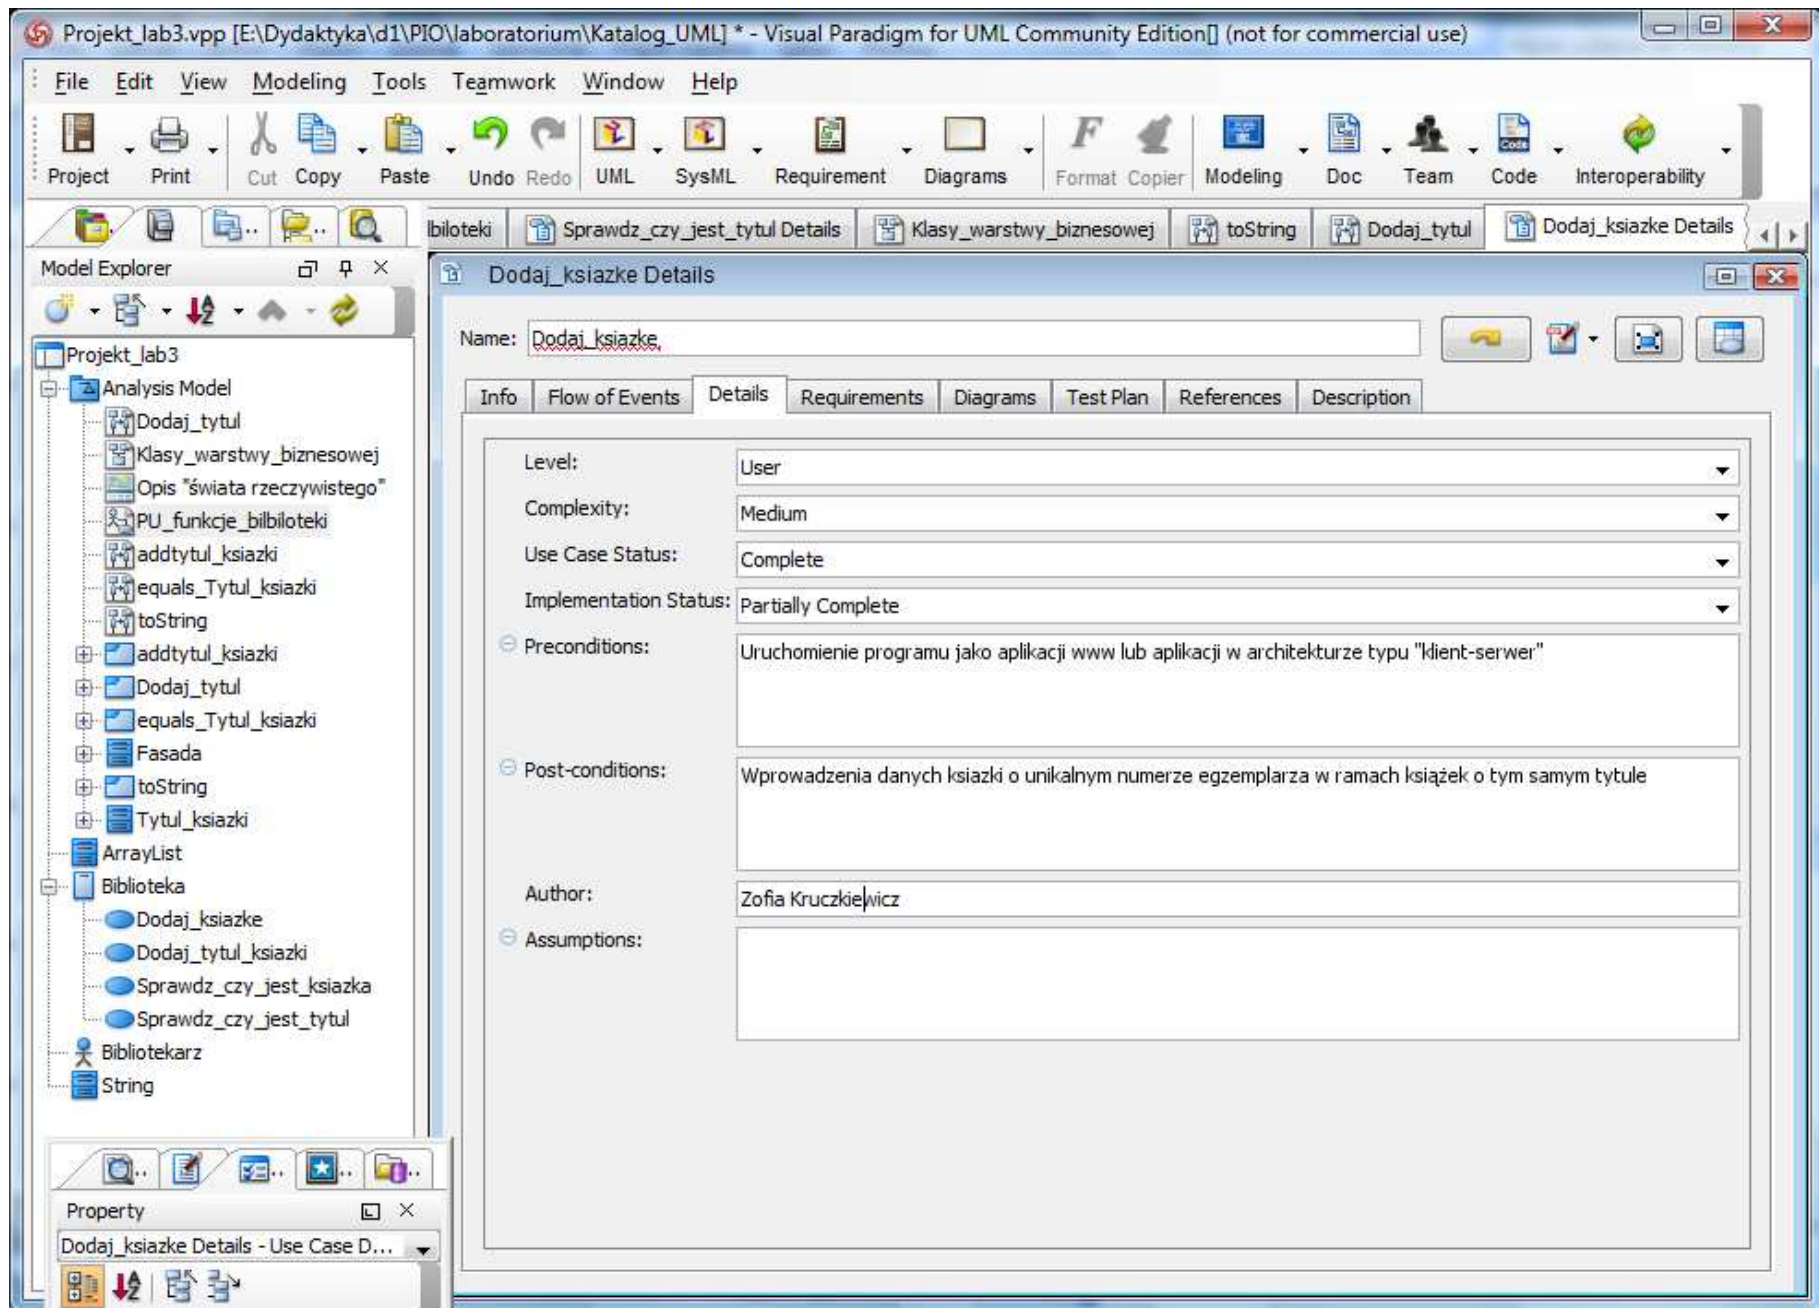 Projekt_lab3.vpp [E:\Dydaktyka\d1\PIO\laboratorium\Katalog_UML] * - Visual Paradigm for UML Community Edition[] (not for commercial use)
File Edit View Modeling Tools Teamwork Window Help
Project Print Cut Copy Paste Undo Redo UML SysML Requirement Diagrams Format Copier Modeling Doc Team Code Interoperability
lbiloteki Sprawdz_czy_jest_tytul Details Klasy_warstwy_biznesowej toString Dodaj_tytul Dodaj_ksiazke Details
Model Explorer
Projekt_lab3
Analysis Model
Dodaj_tytul
Klasy_warstwy_biznesowej
Opis "świata rzeczywistego"
PU_funkcje_bilbiloteki
addtytul_ksiazki
equals_Tytul_ksiazki
toString
addtytul_ksiazki
Dodaj_tytul
equals_Tytul_ksiazki
Fasada
toString
Tytul_ksiazki
ArrayList
Biblioteka
Dodaj_ksiazke
Dodaj_tytul_ksiazki
Sprawdz_czy_jest_ksiazka
Sprawdz_czy_jest_tytul
Bibliotekarz
String
Property
Dodaj_ksiazke Details - Use Case D...
Dodaj_ksiazke Details
Name: Dodaj_ksiazke
Info Flow of Events Details Requirements Diagrams Test Plan References Description
Level: User
Complexity: Medium
Use Case Status: Complete
Implementation Status: Partially Complete
Preconditions: Uruchomienie programu jako aplikacji www lub aplikacji w architekturze typu "klient-serwer"
Post-conditions: Wprowadzenia danych ksiazki o unikalnym numerze egzemplarza w ramach książek o tym samym tytule
Author: Zofia Kruczkiewicz
Assumptions: